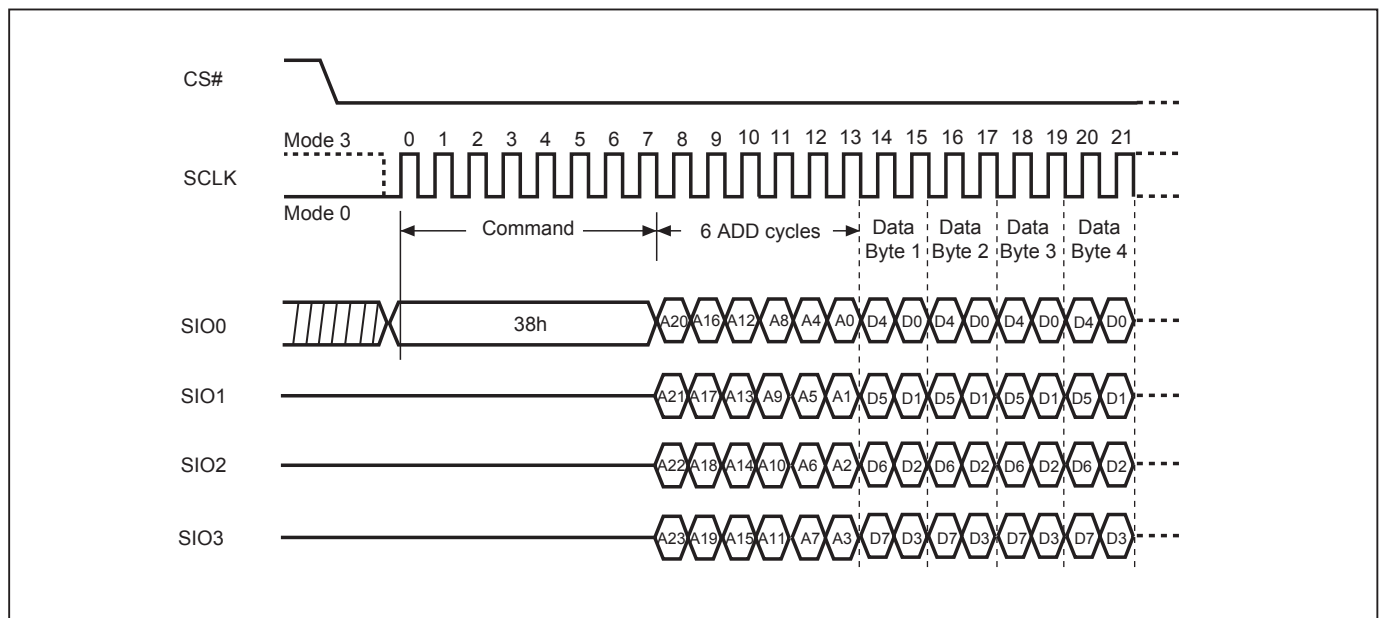 CS#
Mode 3
0 1 2 3 4 5 6 7 8 9 10 11 12 13 14 15 16 17 18 19 20 21
SCLK
Mode 0
Command
6 ADD cycles
Data Byte 1
Data Byte 2
Data Byte 3
Data Byte 4
SIO0
38h
A20 A16 A12 A8 A4 A0 D4 D0 D4 D0 D4 D0 D4 D0
SIO1
A21 A17 A13 A9 A5 A1 D5 D1 D5 D1 D5 D1 D5 D1
SIO2
A22 A18 A14 A10 A6 A2 D6 D2 D6 D2 D6 D2 D6 D2
SIO3
A23 A19 A15 A11 A7 A3 D7 D3 D7 D3 D7 D3 D7 D3